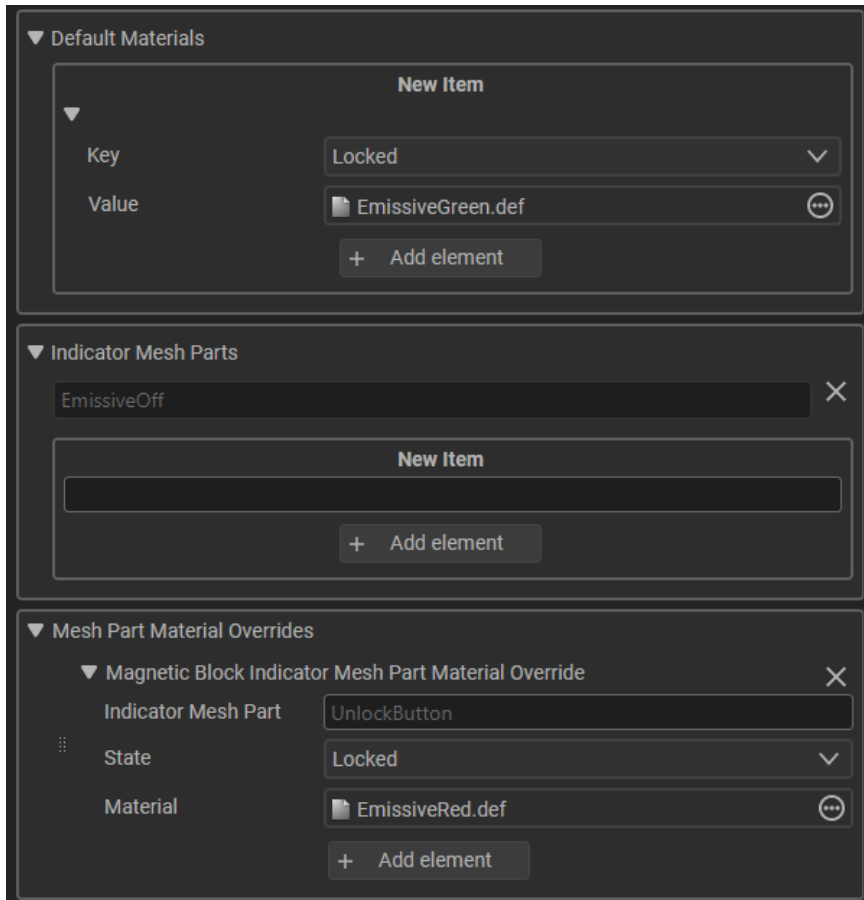 Default Materials
New Item
Key Locked
Value EmissiveGreen.def
+ Add element
Indicator Mesh Parts
EmissiveOff
New Item
+ Add element
Mesh Part Material Overrides
Magnetic Block Indicator Mesh Part Material Override
Indicator Mesh Part UnlockButton
State Locked
Material EmissiveRed.def
+ Add element